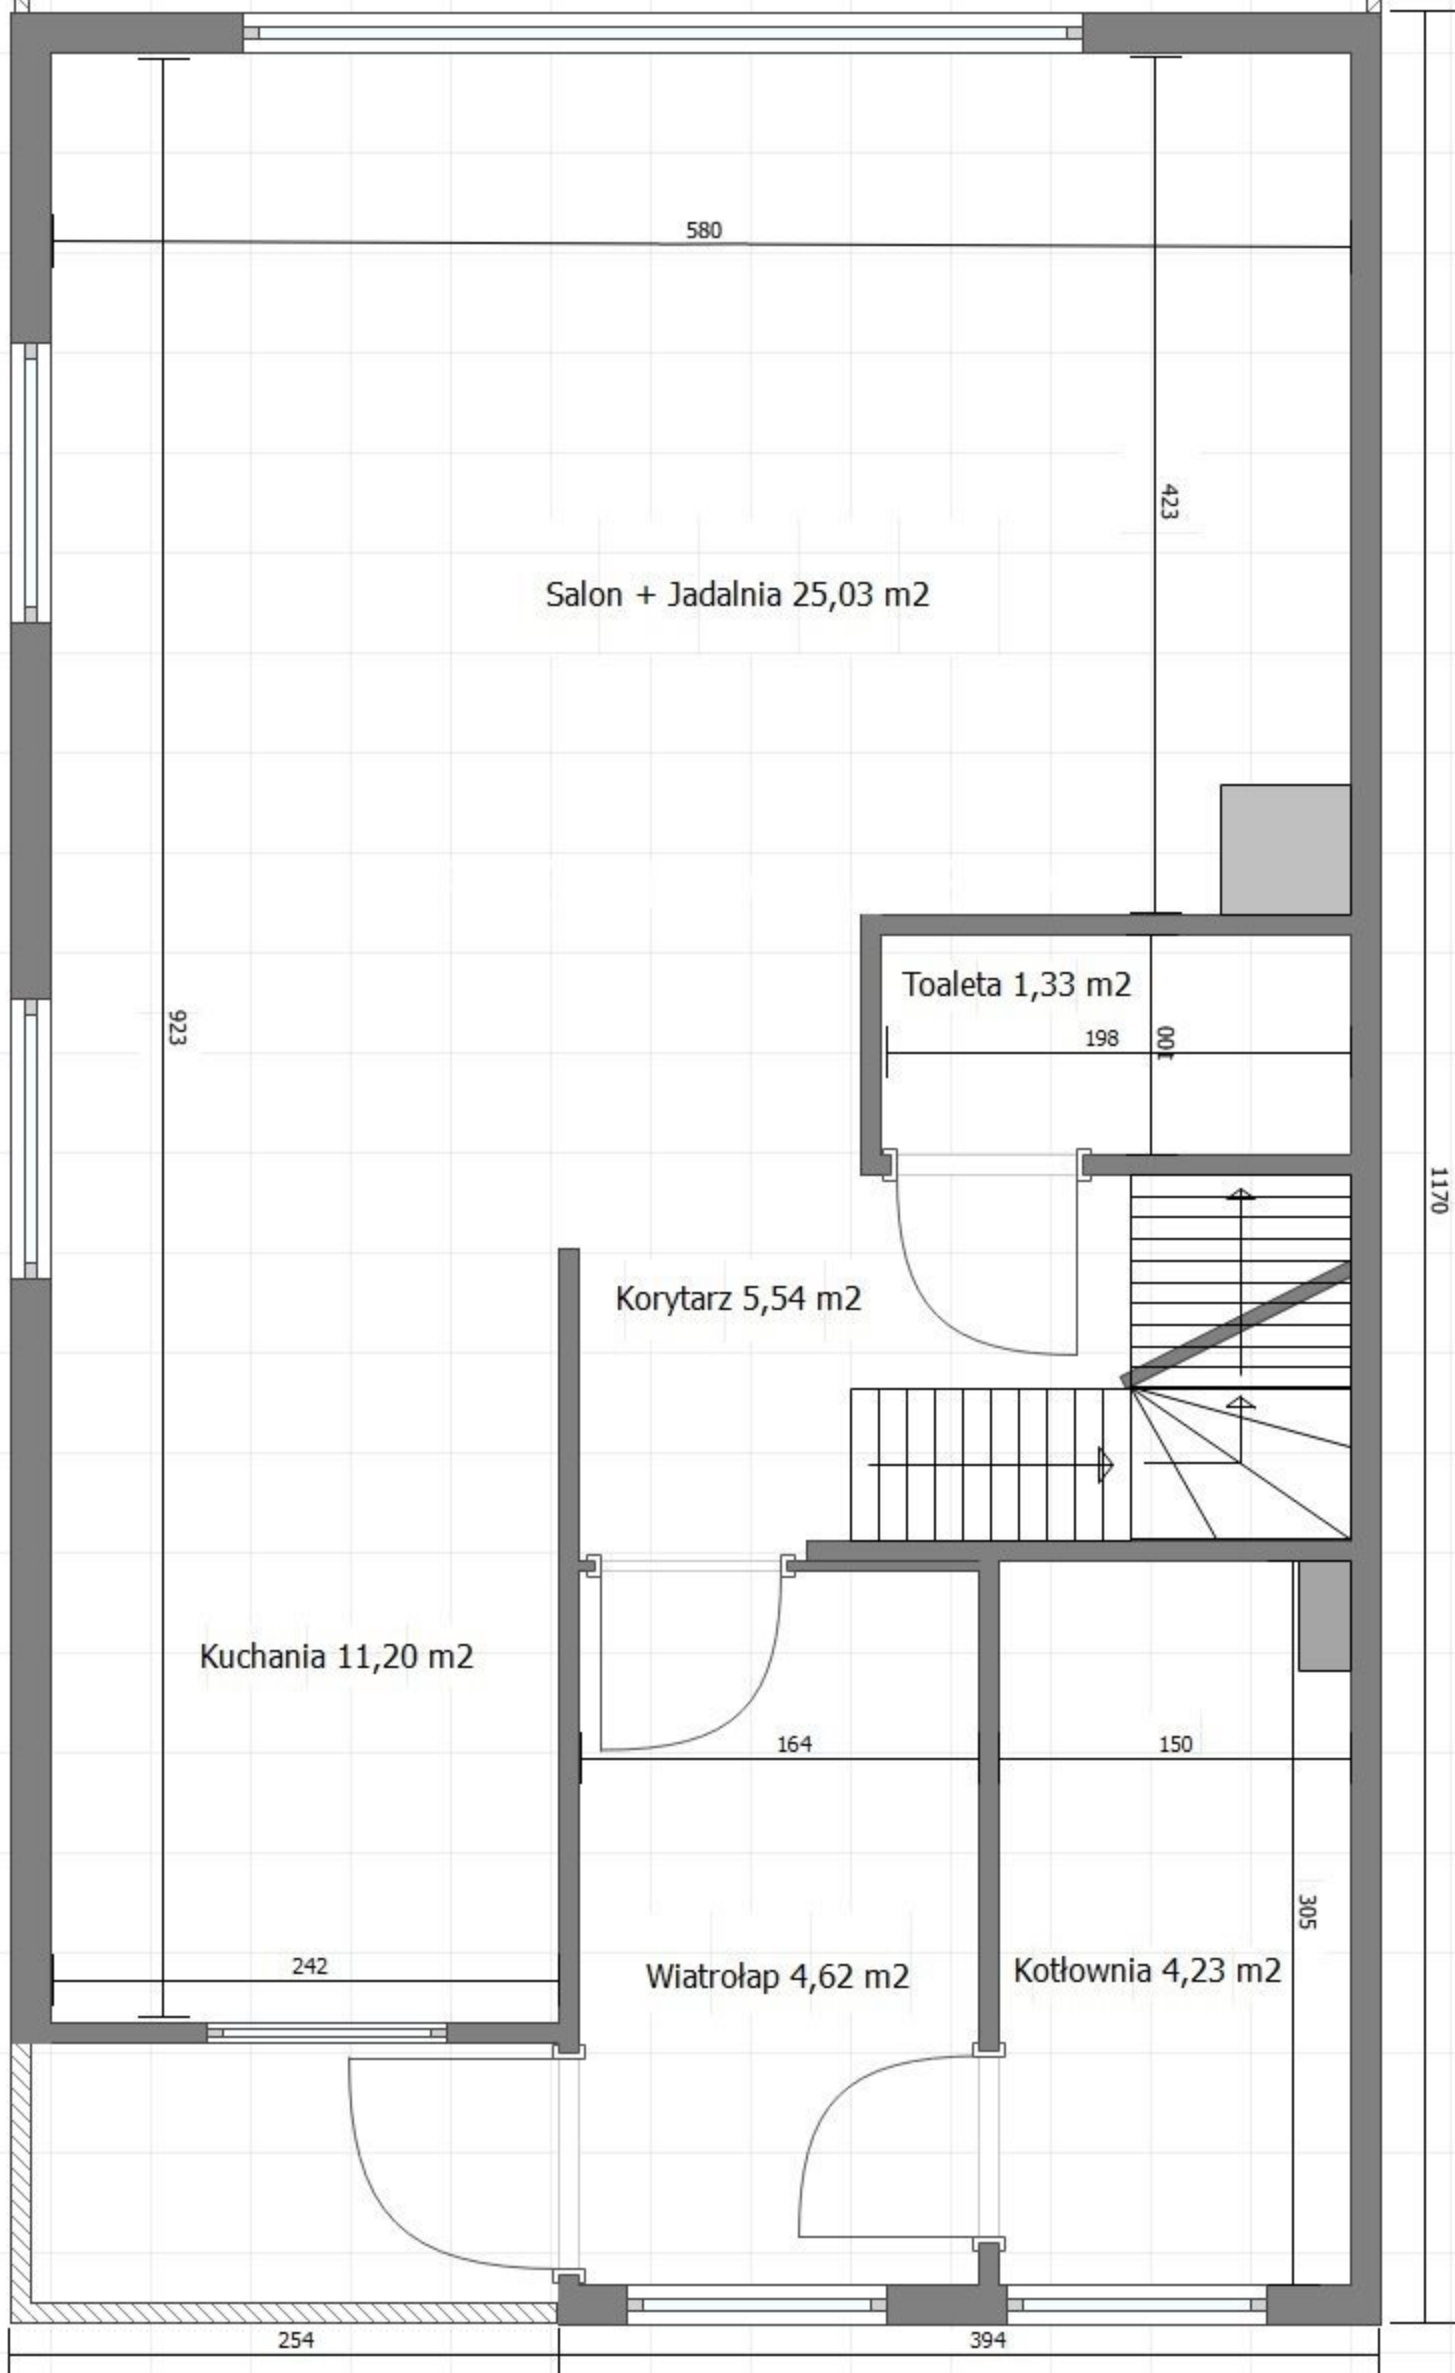 580
423
Salon + Jadalnia 25,03 m2
923
Toaleta 1,33 m2
198
100
1170
Korytarz 5,54 m2
Kuchania 11,20 m2
164
150
305
242
Wiatrołap 4,62 m2
Kotłownia 4,23 m2
254
394